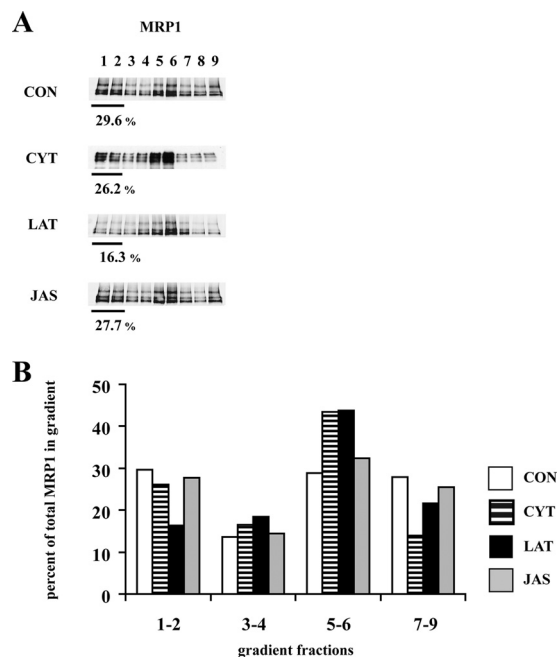 A
MRP1
1 2 3 4 5 6 7 8 9
CON
29.6 %
CYT
26.2 %
LAT
16.3 %
JAS
27.7 %
B
percent of total MRP1 in gradient
50
40
30
20
10
0
1-2 3-4 5-6 7-9
gradient fractions
CON
CYT
LAT
JAS